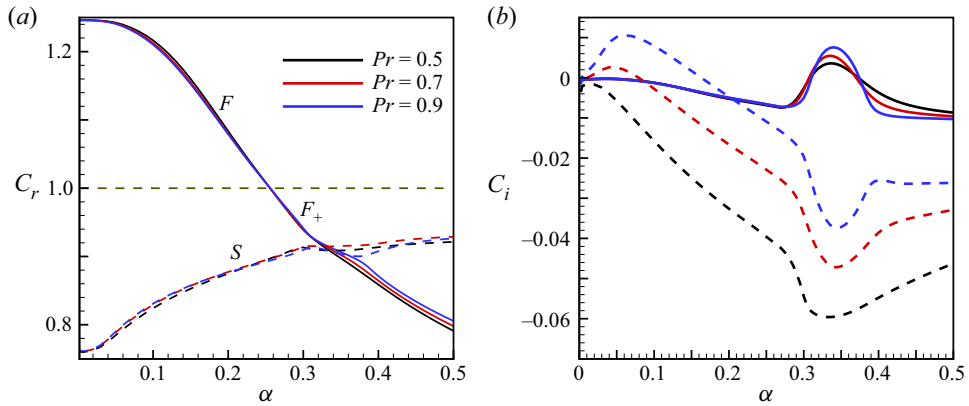 (a)
(b)
1.2
1.0
0.8
C_r
F
F_+
S
Pr = 0.5
Pr = 0.7
Pr = 0.9
0.1 0.2 0.3 0.4 0.5
α
0
–0.02
–0.04
–0.06
C_i
0 0.1 0.2 0.3 0.4 0.5
α